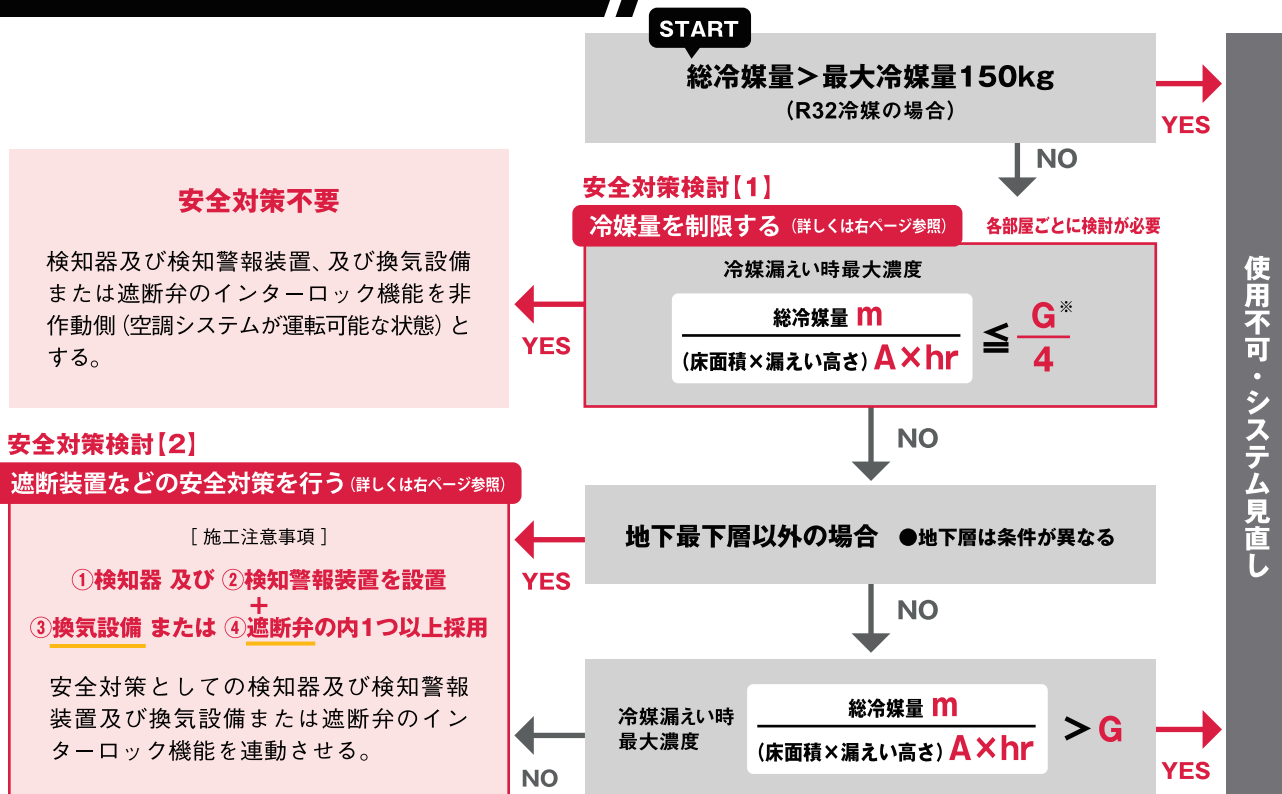 START
総冷媒量＞最大冷媒量150kg
（R32冷媒の場合）
YES
NO
安全対策検討【1】
冷媒量を制限する（詳しくは右ページ参照）
各部屋ごとに検討が必要
冷媒漏えい時最大濃度
総冷媒量 m
（床面積×漏えい高さ）A×hr
≦
G※
4
YES
安全対策不要
検知器及び検知警報装置、及び換気設備
または遮断弁のインターロック機能を非
作動側（空調システムが運転可能な状態）と
する。
NO
地下最下層以外の場合 ●地下層は条件が異なる
YES
安全対策検討【2】
遮断装置などの安全対策を行う（詳しくは右ページ参照）
［ 施工注意事項 ］
①検知器 及び ②検知警報装置を設置
＋
③換気設備 または ④遮断弁の内1つ以上採用
安全対策としての検知器及び検知警報
装置及び換気設備または遮断弁のイン
ターロック機能を連動させる。
NO
冷媒漏えい時
最大濃度
総冷媒量 m
（床面積×漏えい高さ）A×hr
＞G
NO
YES
使用不可・システム見直し